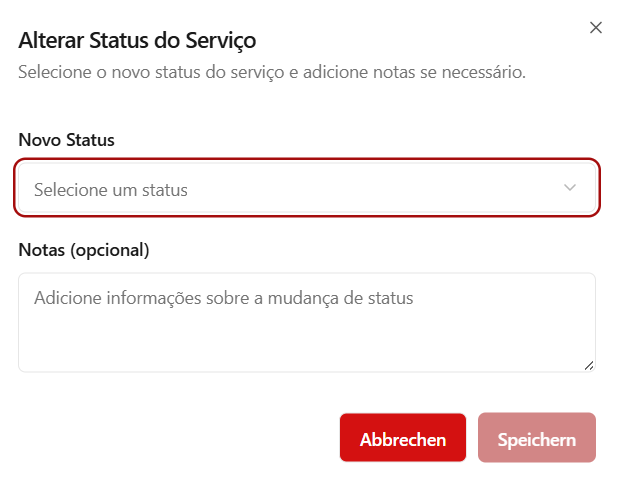 Alterar Status do Serviço
Selecione o novo status do serviço e adicione notas se necessário.
Novo Status
Selecione um status
Notas (opcional)
Adicione informações sobre a mudança de status
Abbrechen
Speichern